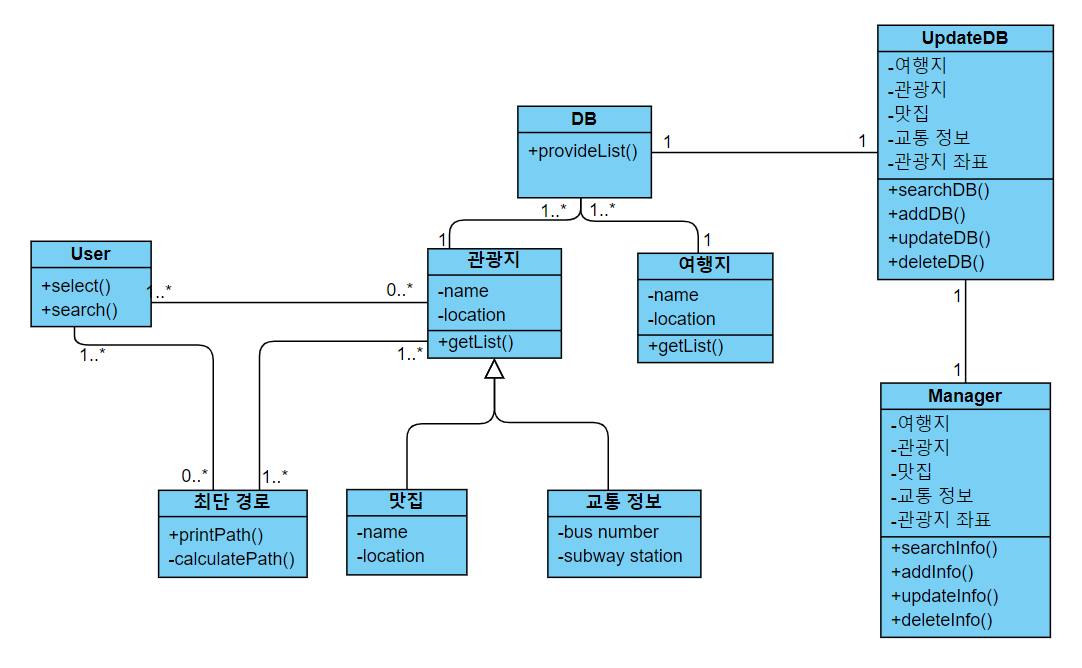 UpdateDB
-여행지
-관광지
-맛집
-교통 정보
-관광지 좌표
+searchDB()
+addDB()
+updateDB()
+deleteDB()
DB
+provideList()
1
1
1..*
1..*
1
1
User
+select()
+search()
1..*
0..*
관광지
-name
-location
+getList()
여행지
-name
-location
+getList()
1..*
1..*
1
1
0..*
1..*
최단 경로
+printPath()
-calculatePath()
맛집
-name
-location
교통 정보
-bus number
-subway station
Manager
-여행지
-관광지
-맛집
-교통 정보
-관광지 좌표
+searchInfo()
+addInfo()
+updateInfo()
+deleteInfo()